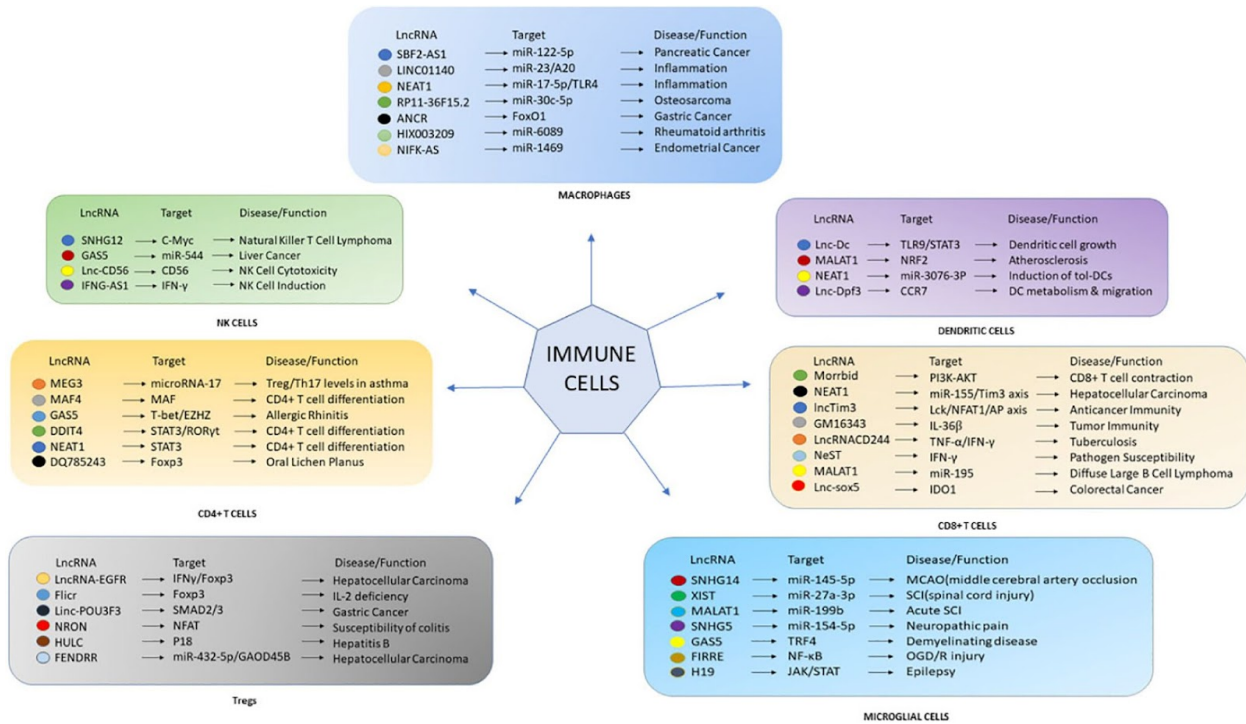 LncRNA Target Disease/Function
SBF2-AS1 miR-122-5p Pancreatic Cancer
LINC01140 miR-23/A20 Inflammation
NEAT1 miR-17-5p/TLR4 Inflammation
RP11-36F15.2 miR-30c-5p Osteosarcoma
ANCR FoxO1 Gastric Cancer
HIX003209 miR-6089 Rheumatoid arthritis
NIFK-AS miR-1469 Endometrial Cancer
MACROPHAGES
LncRNA Target Disease/Function
SNHG12 C-Myc Natural Killer T Cell Lymphoma
GAS5 miR-544 Liver Cancer
Lnc-CD56 CD56 NK Cell Cytotoxicity
IFNG-AS1 IFN-γ NK Cell Induction
NK CELLS
LncRNA Target Disease/Function
Lnc-Dc TLR9/STAT3 Dendritic cell growth
MALAT1 NRF2 Atherosclerosis
NEAT1 miR-3076-3P Induction of tol-DCs
Lnc-Dpf3 CCR7 DC metabolism & migration
DENDRITIC CELLS
IMMUNE
CELLS
LncRNA Target Disease/Function
MEG3 microRNA-17 Treg/Th17 levels in asthma
MAF4 MAF CD4+ T cell differentiation
GAS5 T-bet/EZHZ Allergic Rhinitis
DDIT4 STAT3/RORyt CD4+ T cell differentiation
NEAT1 STAT3 CD4+ T cell differentiation
DQ785243 Foxp3 Oral Lichen Planus
CD4+ T CELLS
LncRNA Target Disease/Function
Morrbid PI3K-AKT CD8+ T cell contraction
NEAT1 miR-155/Tim3 axis Hepatocellular Carcinoma
lncTim3 Lck/NFAT1/AP axis Anticancer Immunity
GM16343 IL-36β Tumor Immunity
LncRNACD244 TNF-α/IFN-γ Tuberculosis
NeST IFN-γ Pathogen Susceptibility
MALAT1 miR-195 Diffuse Large B Cell Lymphoma
Lnc-sox5 IDO1 Colorectal Cancer
CD8+ T CELLS
LncRNA Target Disease/Function
LncRNA-EGFR IFNy/Foxp3 Hepatocellular Carcinoma
Flicr Foxp3 IL-2 deficiency
Linc-POU3F3 SMAD2/3 Gastric Cancer
NRON NFAT Susceptibility of colitis
HULC P18 Hepatitis B
FENDRR miR-432-5p/GAOD45B Hepatocellular Carcinoma
Tregs
LncRNA Target Disease/Function
SNHG14 miR-145-5p MCAO(middle cerebral artery occlusion
XIST miR-27a-3p SCI(spinal cord injury)
MALAT1 miR-199b Acute SCI
SNHG5 miR-154-5p Neuropathic pain
GAS5 TRF4 Demyelinating disease
FIRRE NF-κB OGD/R injury
H19 JAK/STAT Epilepsy
MICROGLIAL CELLS